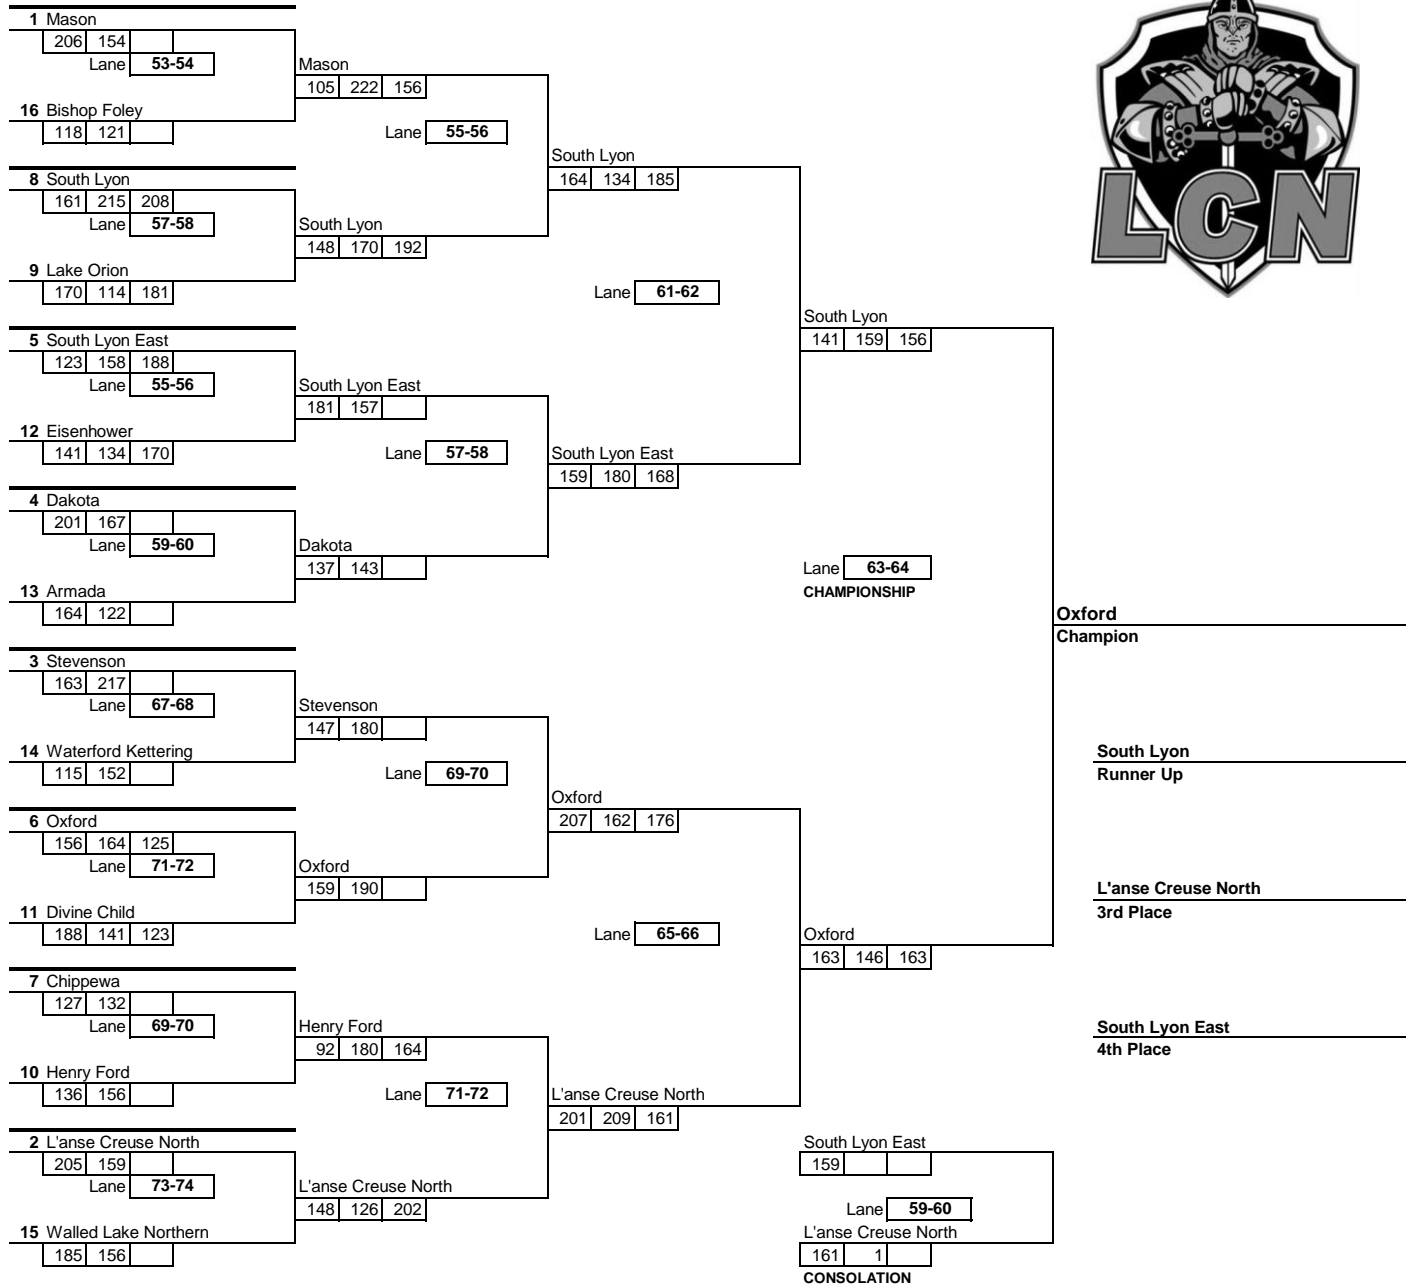 1 Mason
206 154
Lane 53-54
16 Bishop Foley
118 121
8 South Lyon
161 215 208
Lane 57-58
9 Lake Orion
170 114 181
5 South Lyon East
123 158 188
Lane 55-56
12 Eisenhower
141 134 170
4 Dakota
201 167
Lane 59-60
13 Armada
164 122
3 Stevenson
163 217
Lane 67-68
14 Waterford Kettering
115 152
6 Oxford
156 164 125
Lane 71-72
11 Divine Child
188 141 123
7 Chippewa
127 132
Lane 69-70
10 Henry Ford
136 156
2 L'anse Creuse North
205 159
Lane 73-74
15 Walled Lake Northern
185 156
Mason
105 222 156
Lane 55-56
South Lyon
148 170 192
South Lyon East
181 157
Lane 57-58
Dakota
137 143
Stevenson
147 180
Lane 69-70
Oxford
159 190
Henry Ford
92 180 164
Lane 71-72
L'anse Creuse North
148 126 202
South Lyon
164 134 185
Lane 61-62
South Lyon East
159 180 168
Oxford
207 162 176
Lane 65-66
L'anse Creuse North
201 209 161
South Lyon
141 159 156
Lane 63-64
CHAMPIONSHIP
Oxford
163 146 163
South Lyon East
159
Lane 59-60
L'anse Creuse North
161 1
CONSOLATION
LCN
Oxford
Champion
South Lyon
Runner Up
L'anse Creuse North
3rd Place
South Lyon East
4th Place